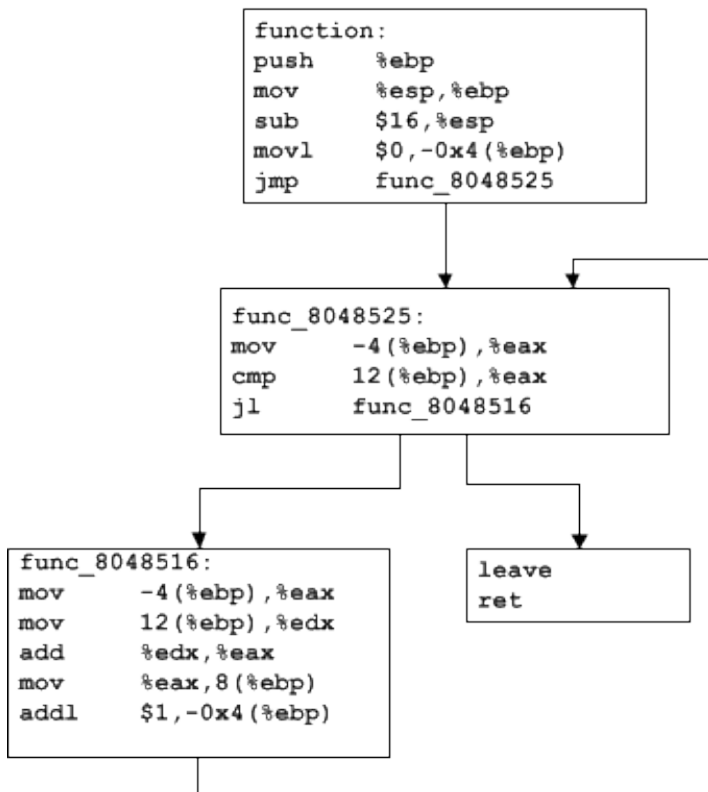 function:
push %ebp
mov %esp,%ebp
sub $16,%esp
movl $0,-0x4(%ebp)
jmp func_8048525
func_8048525:
mov -4(%ebp),%eax
cmp 12(%ebp),%eax
jl func_8048516
func_8048516:
mov -4(%ebp),%eax
mov 12(%ebp),%edx
add %edx,%eax
mov %eax,8(%ebp)
addl $1,-0x4(%ebp)
leave
ret